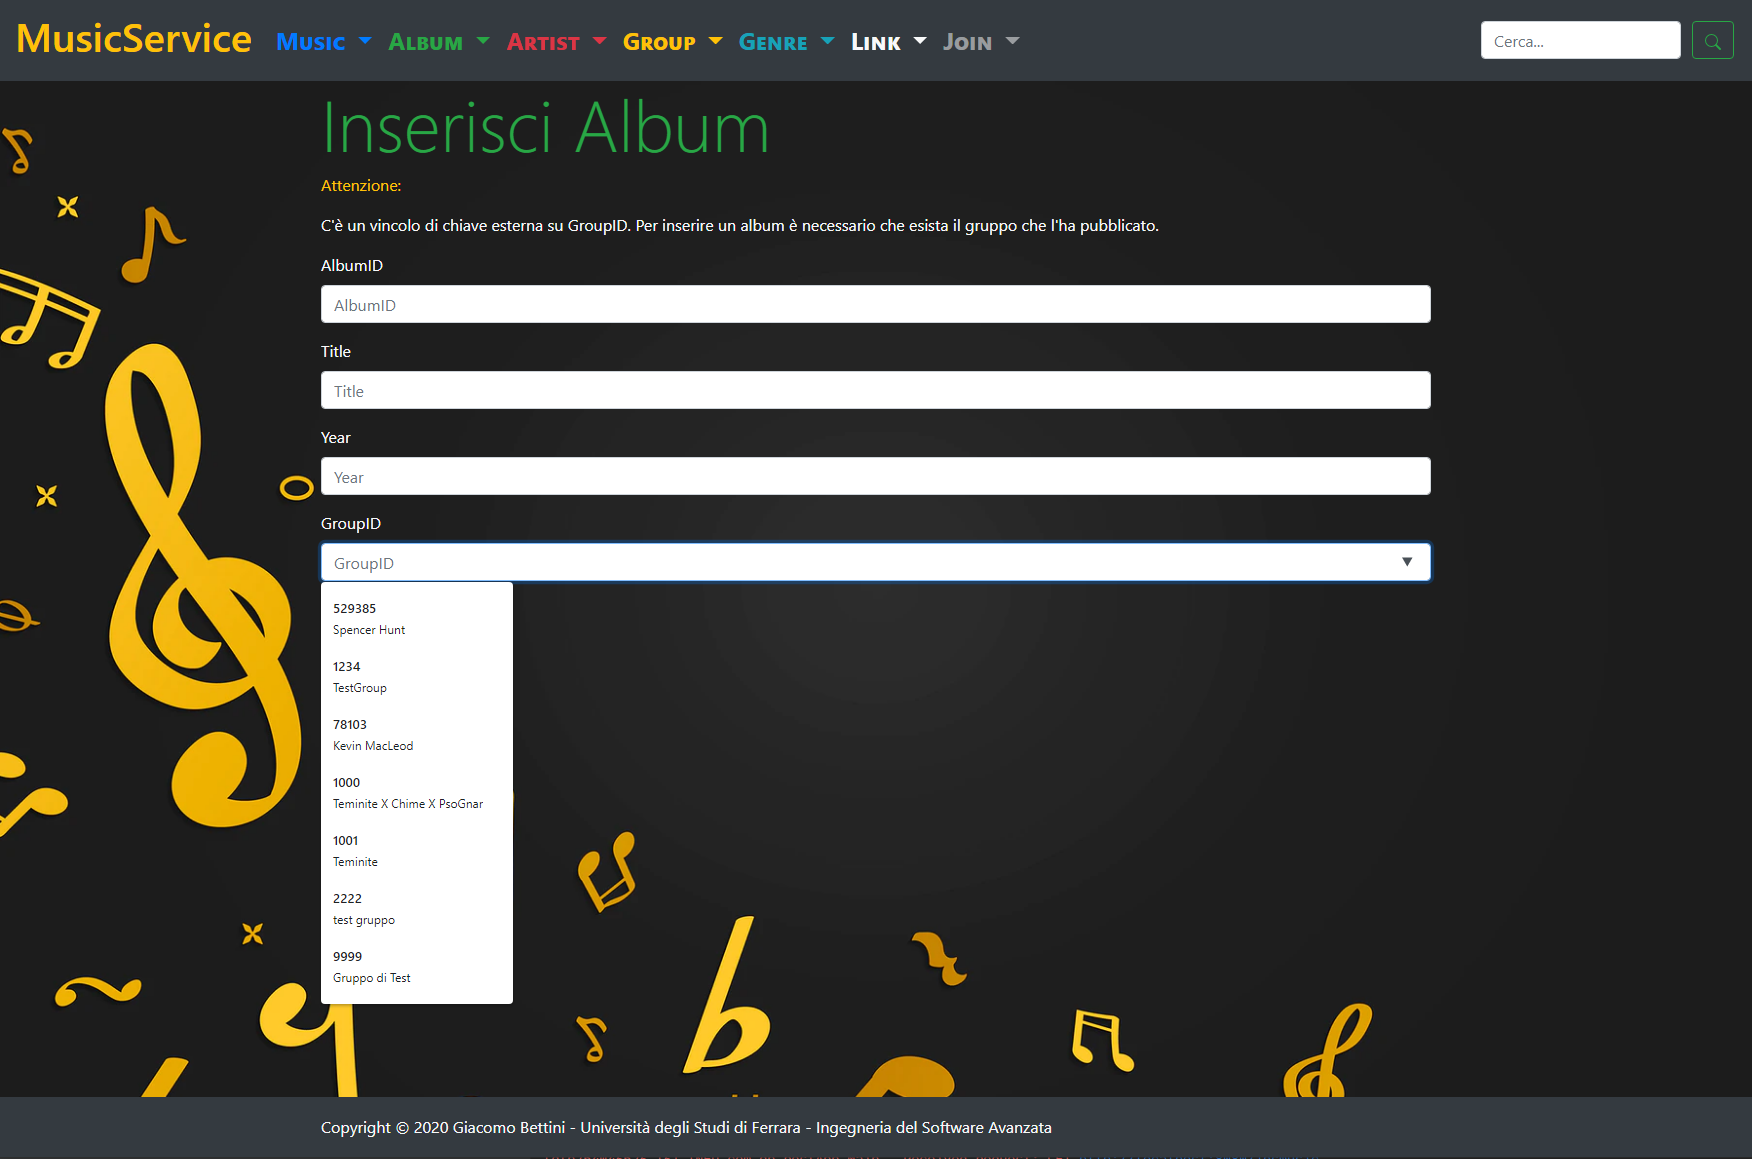 MusicService Music Album Artist Group Genre Link Join Cerca...
Inserisci Album
Attenzione:
C'è un vincolo di chiave esterna su GroupID. Per inserire un album è necessario che esista il gruppo che l'ha pubblicato.
AlbumID
AlbumID
Title
Title
Year
Year
GroupID
GroupID
529385
Spencer Hunt
1234
TestGroup
78103
Kevin MacLeod
1000
Teminite X Chime X PsoGnar
1001
Teminite
2222
test gruppo
9999
Gruppo di Test
Copyright © 2020 Giacomo Bettini - Università degli Studi di Ferrara - Ingegneria del Software Avanzata